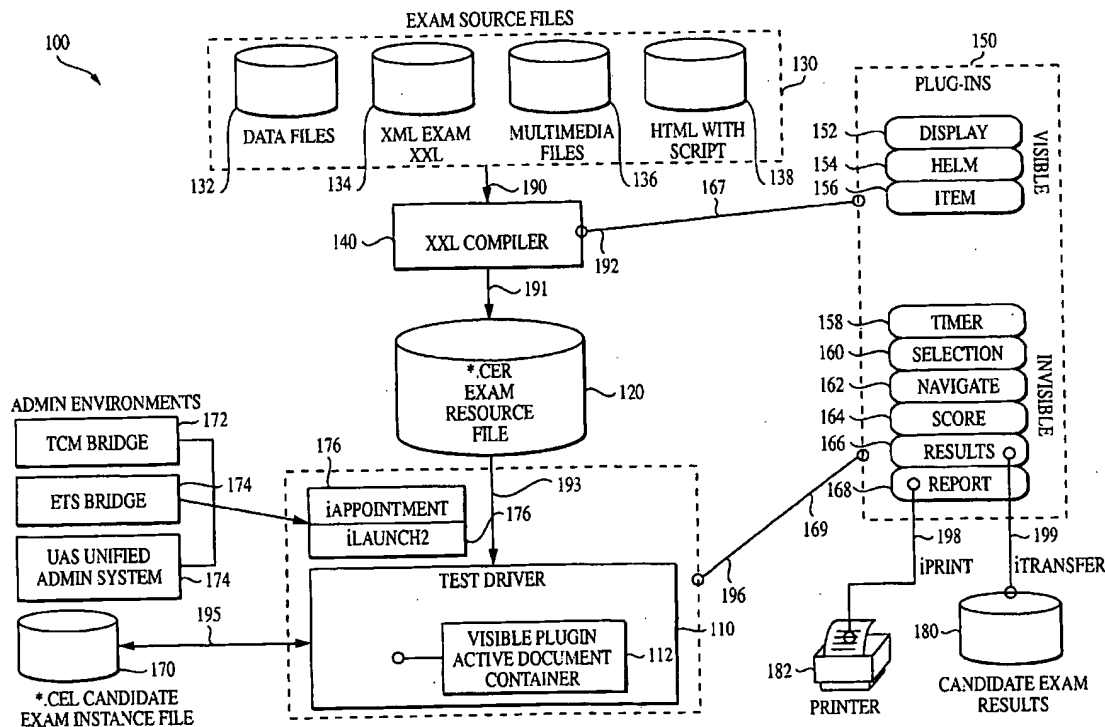 EXAM SOURCE FILES
100
130
DATA FILES
XML EXAM
XXL
MULTIMEDIA
FILES
HTML WITH
SCRIPT
132
134
136
138
190
140
XXL COMPILER
192
167
191
*.CER
EXAM
RESOURCE
FILE
120
150
PLUG-INS
VISIBLE
152
DISPLAY
154
HELM
156
ITEM
INVISIBLE
158
TIMER
160
SELECTION
162
NAVIGATE
164
SCORE
166
RESULTS
168
REPORT
169
196
198
199
iPRINT
iTRANSFER
182
PRINTER
180
CANDIDATE EXAM
RESULTS
ADMIN ENVIRONMENTS
172
TCM BRIDGE
174
ETS BRIDGE
UAS UNIFIED
ADMIN SYSTEM
174
176
iAPPOINTMENT
iLAUNCH2
176
193
TEST DRIVER
110
VISIBLE PLUGIN
ACTIVE DOCUMENT
CONTAINER
112
195
170
*.CEL CANDIDATE
EXAM INSTANCE FILE